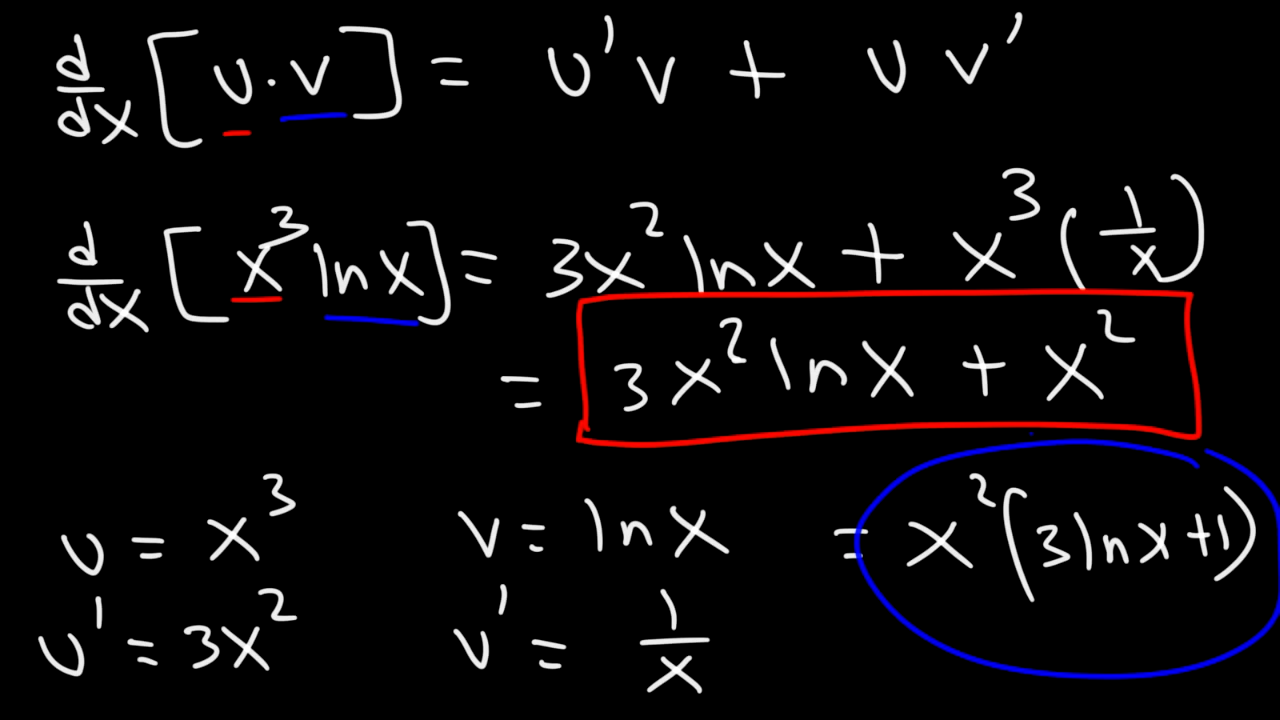 d/dx [u · v] = u'v + u v'
d/dx [x³ ln x] = 3x² ln x + x³ (1/x)
= 3x² ln x + x²
u = x³ v = ln x = x² (3 ln x + 1)
u' = 3x² v' = 1/x